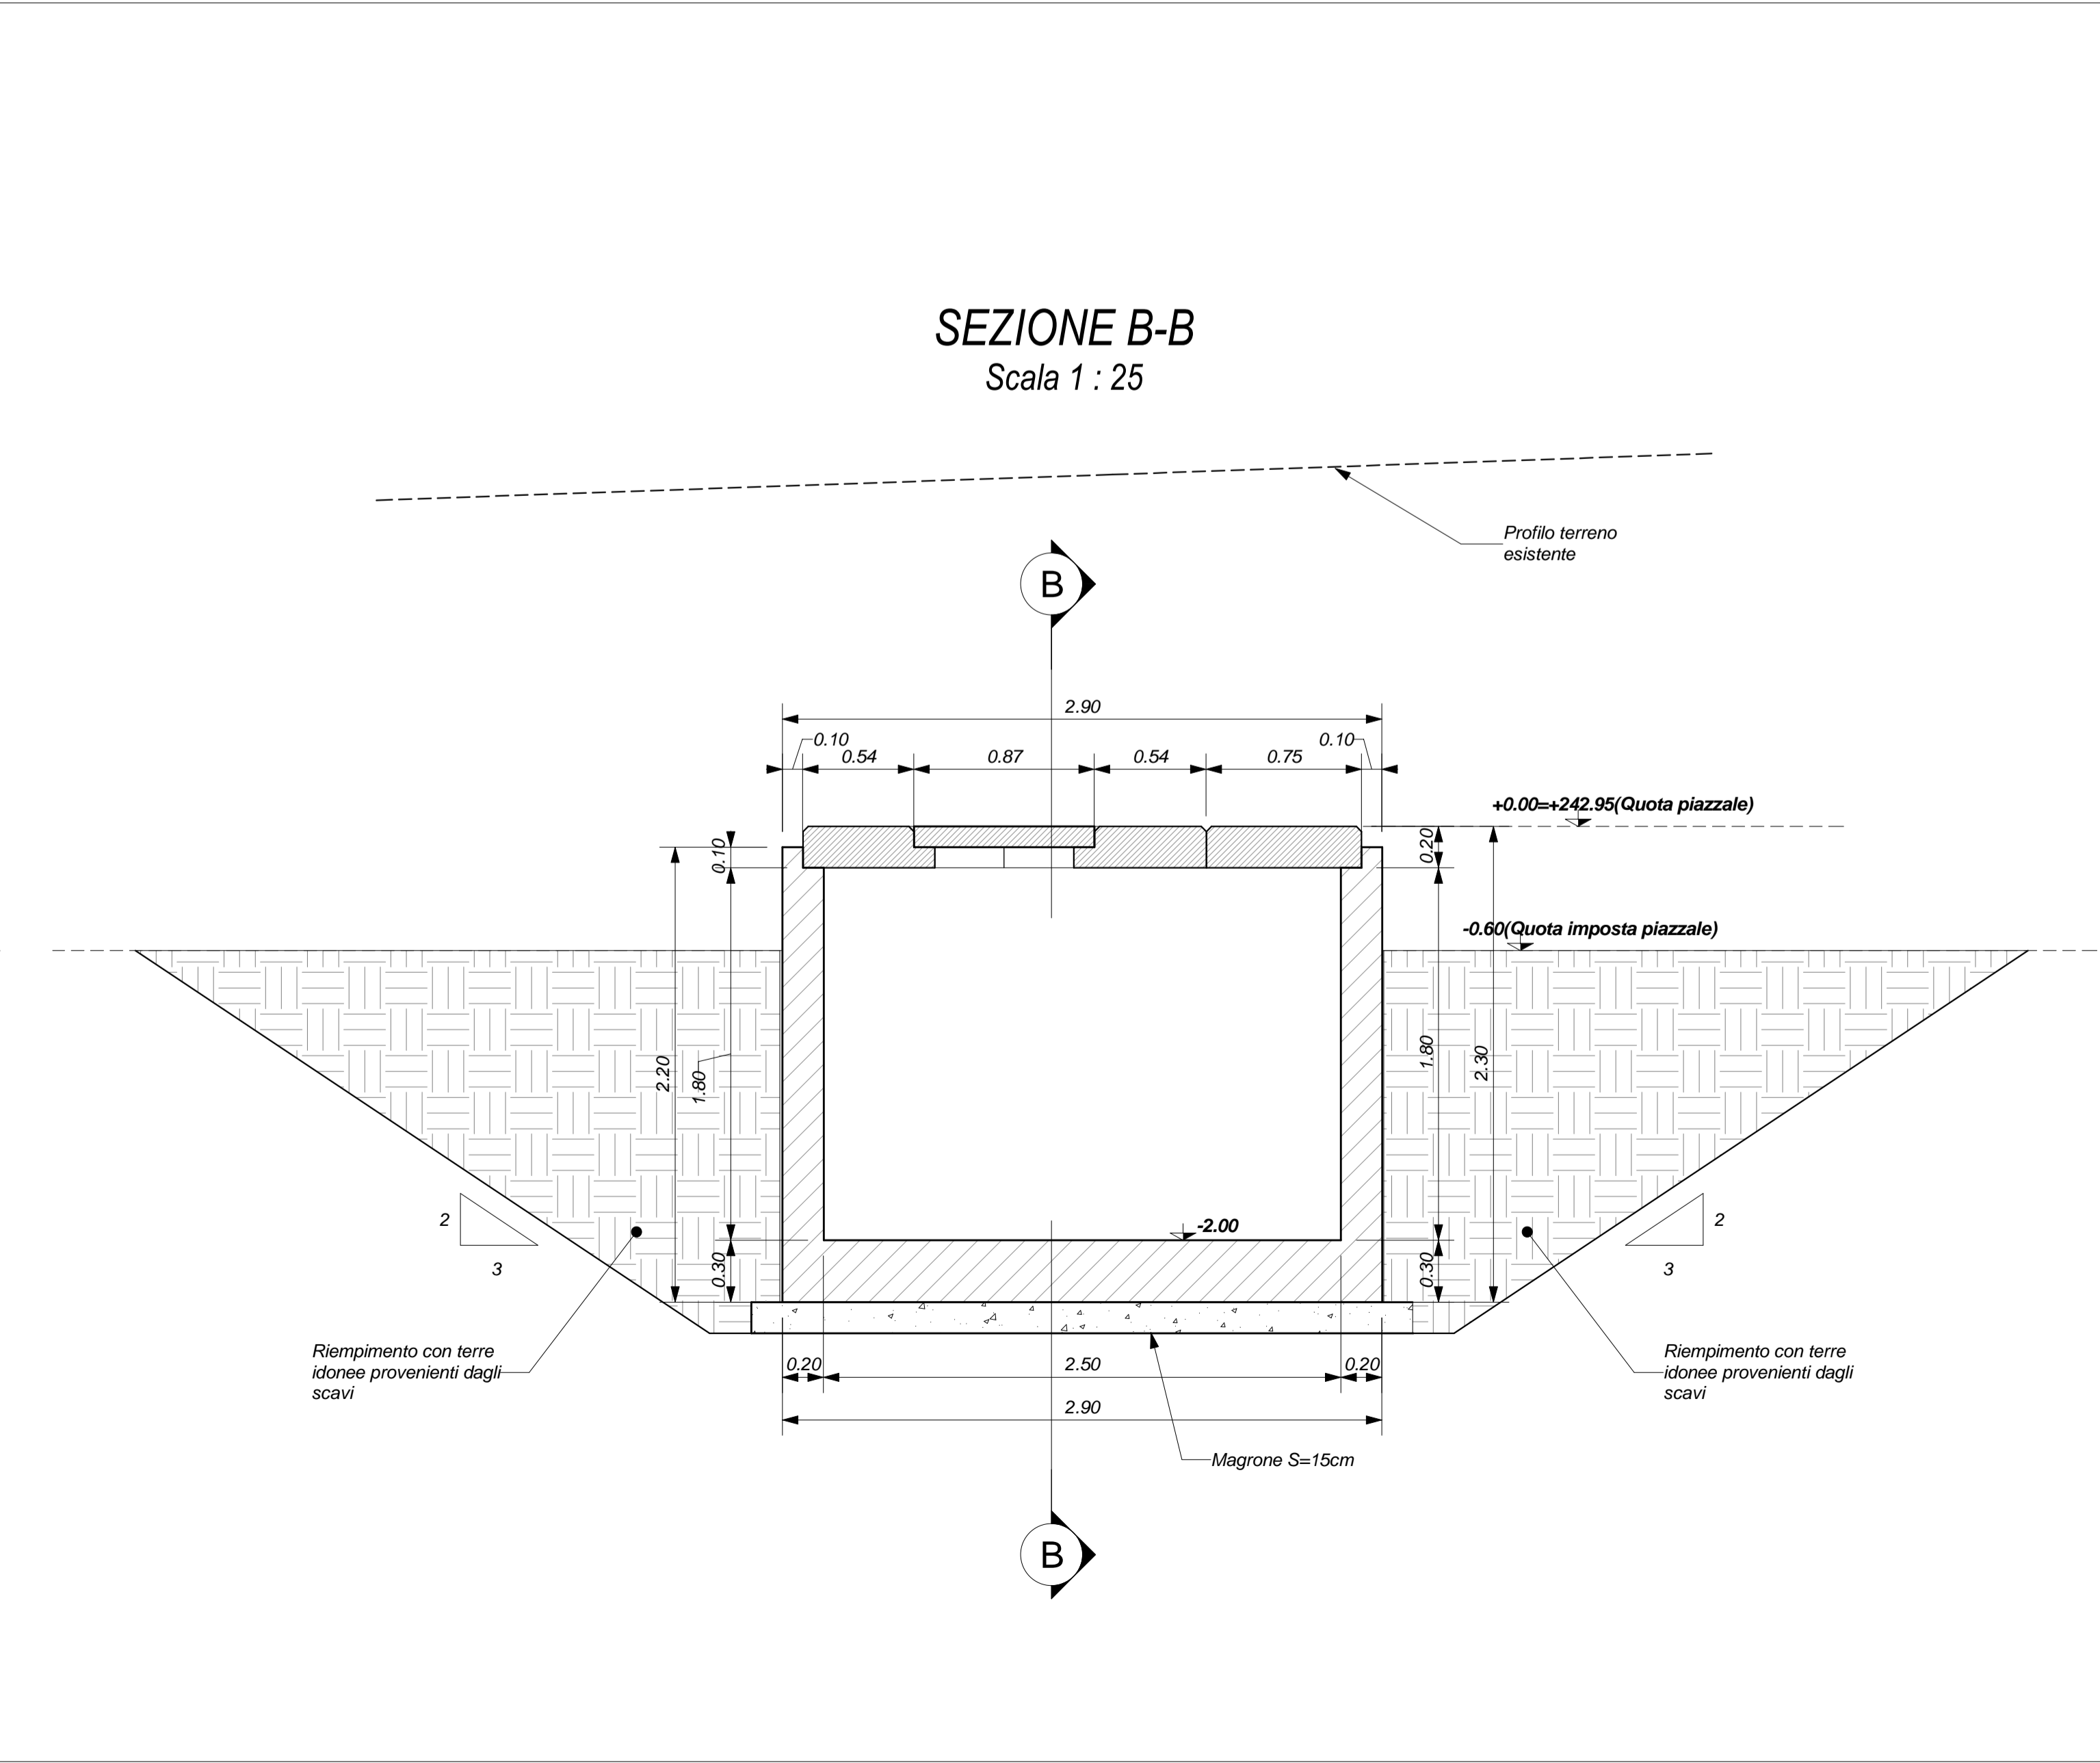 SEZIONE B-B
Scala 1 : 25
Profilo terreno
esistente
B
2.90
0.10
0.10
0.54
0.87
0.54
0.75
+0.00=+242.95(Quota piazzale)
0.10
0.20
-0.60(Quota imposta piazzale)
2.20
1.80
1.80
2.30
2
3
-2.00
2
3
0.30
0.30
Riempimento con terre
idonee provenienti dagli
scavi
0.20
2.50
0.20
Riempimento con terre
idonee provenienti dagli
scavi
2.90
Magrone S=15cm
B